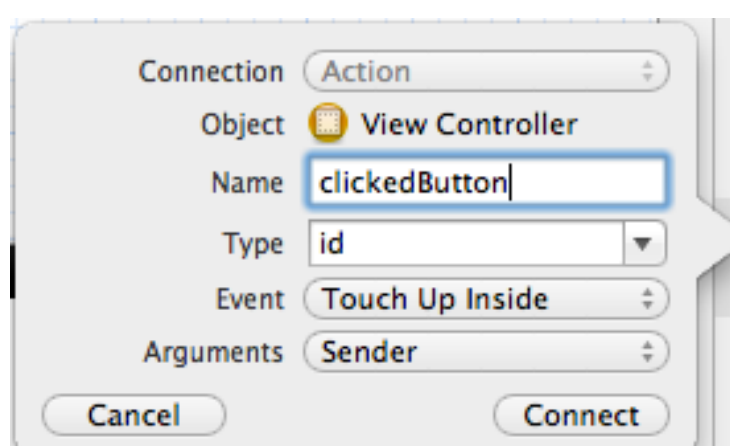 Connection Action
Object View Controller
Name clickedButton
Type id
Event Touch Up Inside
Arguments Sender
Cancel Connect